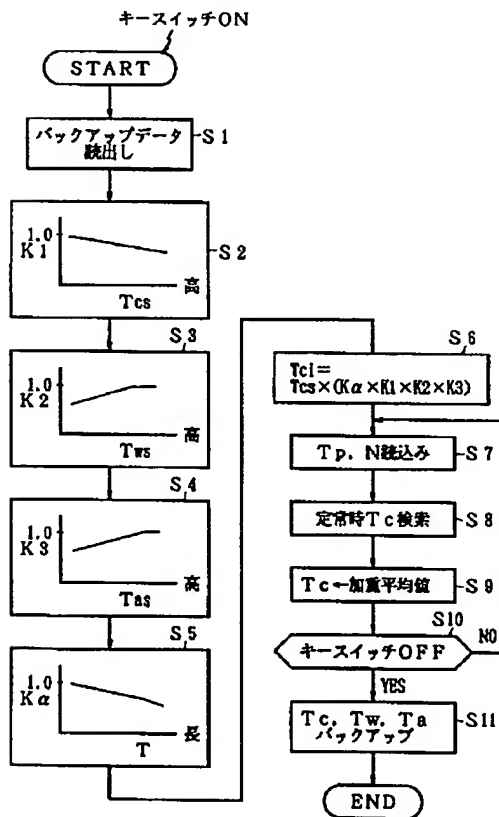 キースイッチON
START
バックアップデータ
読出し
S1
1.0
K1
Tcs
高
S2
S3
1.0
K2
Tws
高
S4
1.0
K3
Tas
高
S5
1.0
Kα
T
長
S6
Tci=
Tcs×(Kα×K1×K2×K3)
Tp, N読込み
S7
定常時Tc検索
S8
Tc←加重平均値
S9
S10
キースイッチOFF
NO
YES
Tc, Tw, Ta
バックアップ
S11
END